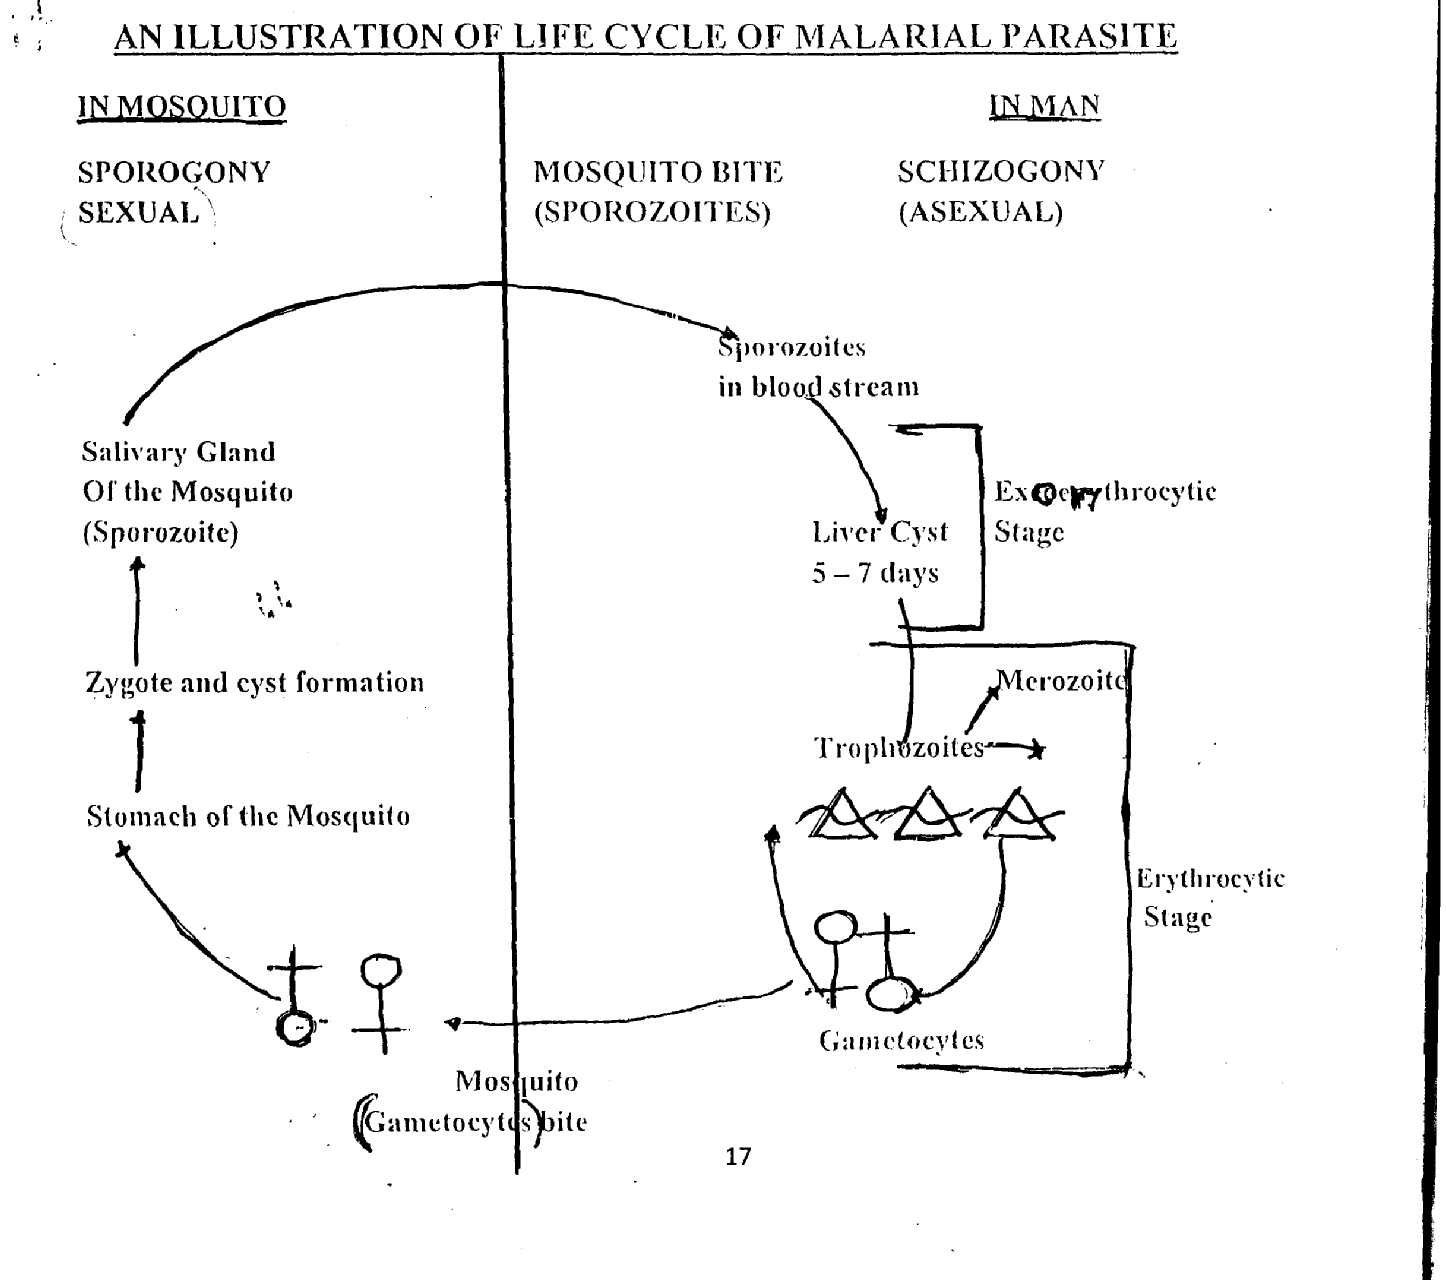 AN ILLUSTRATION OF LIFE CYCLE OF MALARIAL PARASITE
IN MOSQUITO
IN MAN
SPOROGONY
SEXUAL
MOSQUITO BITE
(SPOROZOITES)
SCHIZOGONY
(ASEXUAL)
Sporozoites
in blood stream
Salivary Gland
Of the Mosquito
(Sporozoite)
Exoerythrocytic
Stage
Liver Cyst
5 – 7 days
Zygote and cyst formation
Merozoite
Trophozoites
Stomach of the Mosquito
Erythrocytic
Stage
Gametocytes
Mosquito
(Gametocytes) bite
17